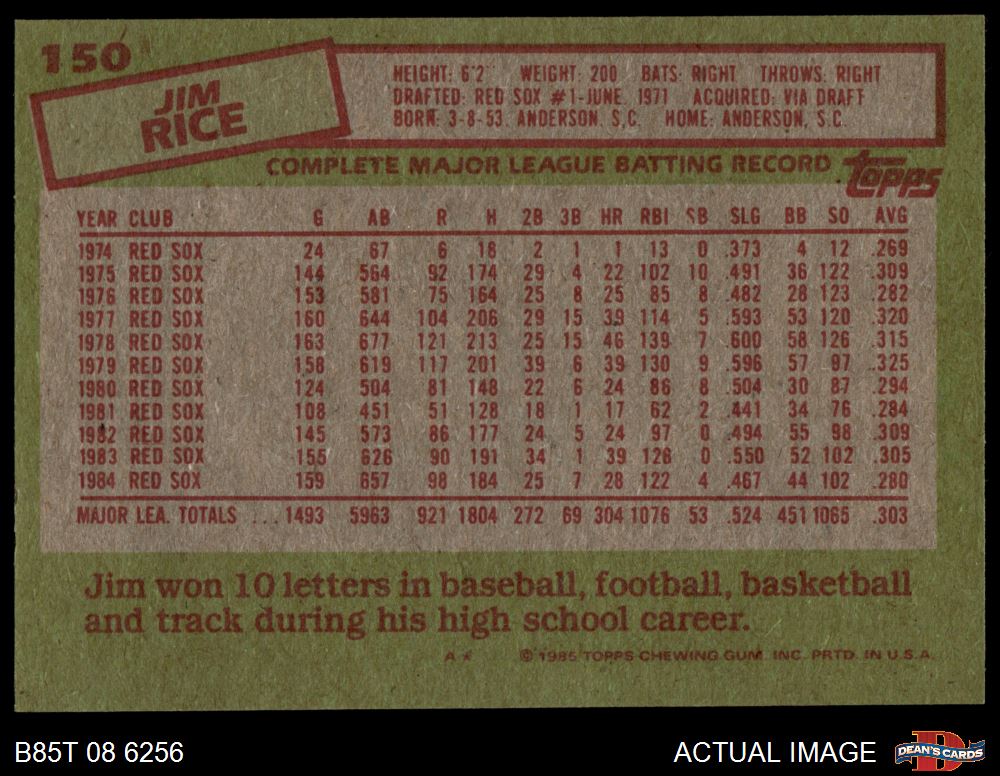 150
JIM
RICE
HEIGHT: 6'2" WEIGHT: 200 BATS: RIGHT THROWS: RIGHT
DRAFTED: RED SOX #1-JUNE, 1971 ACQUIRED: VIA DRAFT
BORN: 3-8-53, ANDERSON, S.C. HOME: ANDERSON, S.C.
COMPLETE MAJOR LEAGUE BATTING RECORD
TOPPS
YEAR CLUB G AB R H 2B 3B HR RBI SB SLG BB SO AVG
1974 RED SOX 24 67 6 18 2 1 1 13 0 .373 4 12 .269
1975 RED SOX 144 564 92 174 29 4 22 102 10 .491 36 122 .309
1976 RED SOX 153 581 75 164 25 8 25 85 8 .482 28 123 .282
1977 RED SOX 160 644 104 206 29 15 39 114 5 .593 53 120 .320
1978 RED SOX 163 677 121 213 25 15 46 139 7 .600 58 126 .315
1979 RED SOX 158 619 117 201 39 6 39 130 9 .596 57 97 .325
1980 RED SOX 124 504 81 148 22 6 24 86 8 .504 30 87 .294
1981 RED SOX 108 451 51 128 18 1 17 62 2 .441 34 76 .284
1982 RED SOX 145 573 86 177 24 5 24 97 0 .494 55 98 .309
1983 RED SOX 155 626 90 191 34 1 39 126 0 .550 52 102 .305
1984 RED SOX 159 657 98 184 25 7 28 122 4 .467 44 102 .280
MAJOR LEA. TOTALS ... 1493 5963 921 1804 272 69 304 1076 53 .524 451 1065 .303
Jim won 10 letters in baseball, football, basketball
and track during his high school career.
A* © 1985 TOPPS CHEWING GUM, INC. PRTD. IN U.S.A.
B85T 08 6256 ACTUAL IMAGE D DEAN'S CARDS